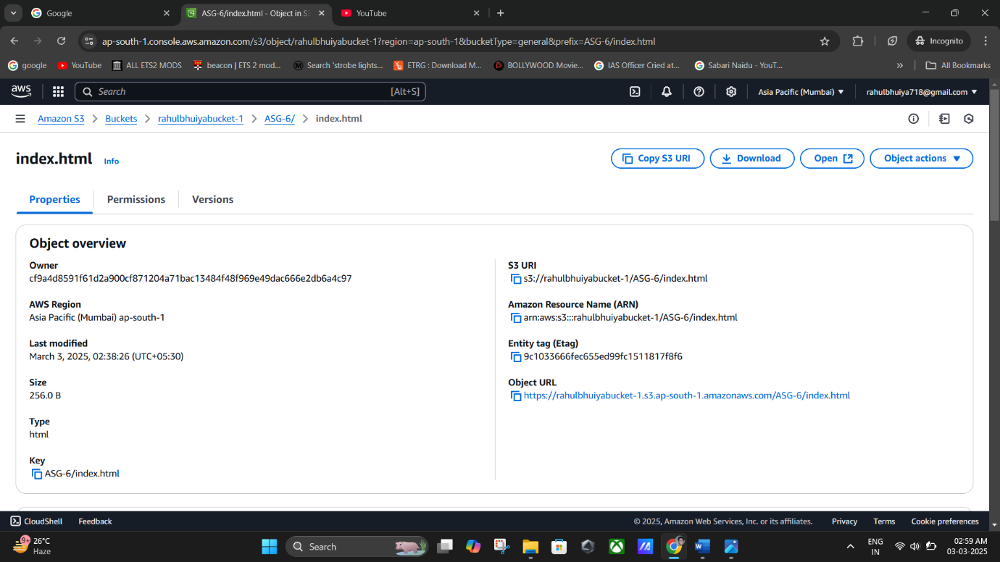 Google
ASG-6/index.html - Object in S3
YouTube
ap-south-1.console.aws.amazon.com/s3/object/rahulbhuiyabucket-1?region=ap-south-1&bucketType=general&prefix=ASG-6/index.html
Incognito
google
YouTube
ALL ETS2 MODS
beacon | ETS 2 mod...
Search 'strobe lights...
ETRG : Download M...
BOLLYWOOD Movie...
IAS Officer Cried at...
Sabari Naidu - YouT...
All Bookmarks
aws
Search
[Alt+S]
Asia Pacific (Mumbai)
rahulbhuiya718@gmail.com
Amazon S3
Buckets
rahulbhuiyabucket-1
ASG-6/
index.html
index.html
Info
Copy S3 URI
Download
Open
Object actions
Properties
Permissions
Versions
Object overview
Owner
cf9a4d8591f61d2a900cf871204a71bac13484f48f969e49dac666e2db6a4c97
AWS Region
Asia Pacific (Mumbai) ap-south-1
Last modified
March 3, 2025, 02:38:26 (UTC+05:30)
Size
256.0 B
Type
html
Key
ASG-6/index.html
S3 URI
s3://rahulbhuiyabucket-1/ASG-6/index.html
Amazon Resource Name (ARN)
arn:aws:s3:::rahulbhuiyabucket-1/ASG-6/index.html
Entity tag (Etag)
9c1033666fec655ed99fc1511817f8f6
Object URL
https://rahulbhuiyabucket-1.s3.ap-south-1.amazonaws.com/ASG-6/index.html
CloudShell
Feedback
© 2025, Amazon Web Services, Inc. or its affiliates.
Privacy
Terms
Cookie preferences
9+
26°C
Haze
Search
ENG
IN
02:59 AM
03-03-2025